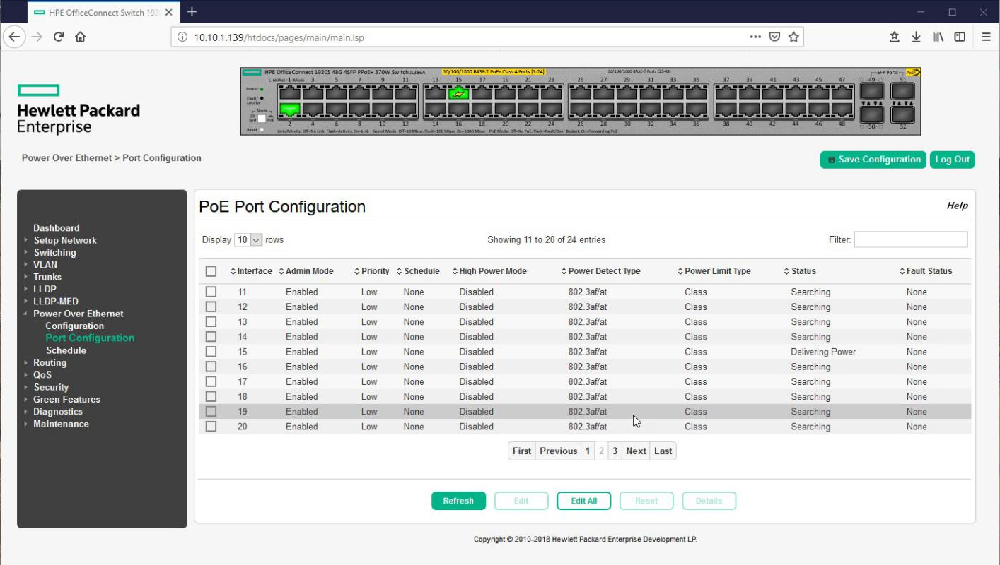 HPE OfficeConnect Switch 192
10.10.1.139/htdocs/pages/main/main.lsp
HPE OfficeConnect 1920S 48G 4SFP PPoE+ 370W Switch JL386A 10/100/1000 BASE-T PoE+ Class 4 Ports (1-24) 10/100/1000 BASE-T Ports (25-48) SFP Ports PoE+
Link/Act 1 Mode 3 5 7 9 11 13 15 17 19 21 23 25 27 29 31 33 35 37 39 41 43 45 47 49 51
Power
Fault/
Locator
Mode
Spd PoE
2 4 6 8 10 12 14 16 18 20 22 24 26 28 30 32 34 36 38 40 42 44 46 48 50 52
Reset Link/Activity: Off=No Link, Flash=Activity, On=Link Speed Mode: Off=10 Mbps, Flash=100 Mbps, On=1000 Mbps PoE Mode: Off=No PoE, Flash=Fault/Over Budget, On=Forwarding PoE
Hewlett Packard
Enterprise
Power Over Ethernet > Port Configuration
Save Configuration Log Out
Dashboard
Setup Network
Switching
VLAN
Trunks
LLDP
LLDP-MED
Power Over Ethernet
Configuration
Port Configuration
Schedule
Routing
QoS
Security
Green Features
Diagnostics
Maintenance
PoE Port Configuration Help
Display 10 rows Showing 11 to 20 of 24 entries Filter:
Interface Admin Mode Priority Schedule High Power Mode Power Detect Type Power Limit Type Status Fault Status
11 Enabled Low None Disabled 802.3af/at Class Searching None
12 Enabled Low None Disabled 802.3af/at Class Searching None
13 Enabled Low None Disabled 802.3af/at Class Searching None
14 Enabled Low None Disabled 802.3af/at Class Searching None
15 Enabled Low None Disabled 802.3af/at Class Delivering Power None
16 Enabled Low None Disabled 802.3af/at Class Searching None
17 Enabled Low None Disabled 802.3af/at Class Searching None
18 Enabled Low None Disabled 802.3af/at Class Searching None
19 Enabled Low None Disabled 802.3af/at Class Searching None
20 Enabled Low None Disabled 802.3af/at Class Searching None
First Previous 1 2 3 Next Last
Refresh Edit Edit All Reset Details
Copyright © 2010-2018 Hewlett Packard Enterprise Development LP.